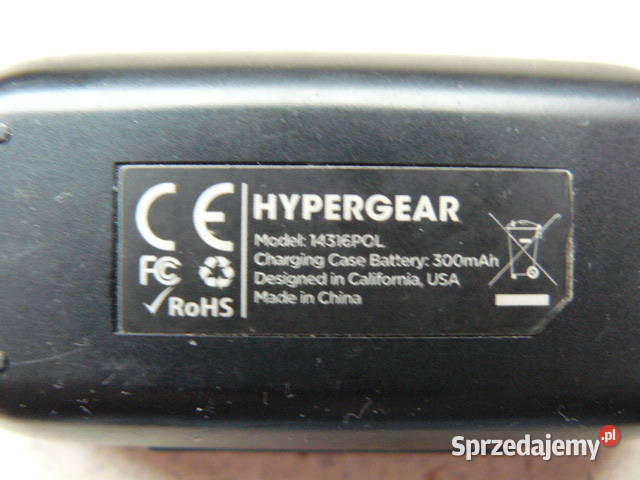 CE
HYPERGEAR
Model: 14316POL
Charging Case Battery: 300mAh
FC
Designed in California, USA
RoHS
Made in China
Sprzedajemy.pl